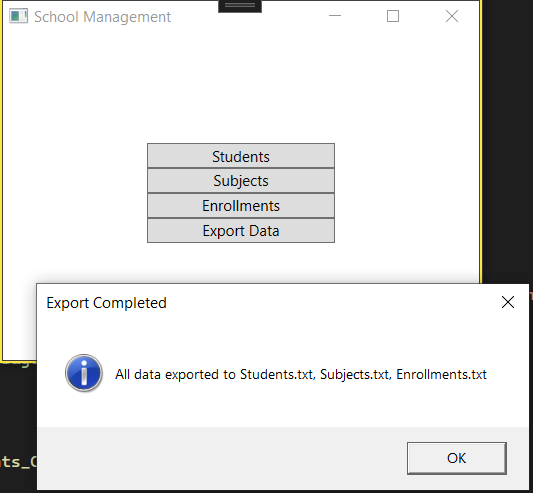 School Management
Students
Subjects
Enrollments
Export Data
Export Completed
All data exported to Students.txt, Subjects.txt, Enrollments.txt
OK